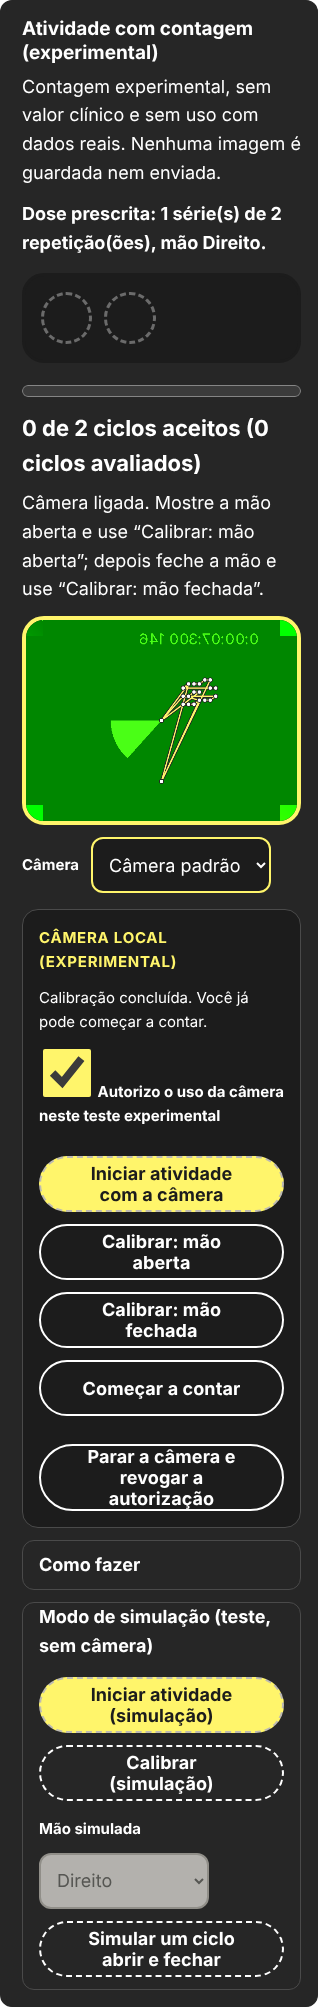 Atividade com contagem
(experimental)
Contagem experimental, sem
valor clínico e sem uso com
dados reais. Nenhuma imagem é
guardada nem enviada.
Dose prescrita: 1 série(s) de 2
repetição(ões), mão Direito.
0 de 2 ciclos aceitos (0
ciclos avaliados)
Câmera ligada. Mostre a mão
aberta e use “Calibrar: mão
aberta”; depois feche a mão e
use “Calibrar: mão fechada”.
0:00:07:300 146
Câmera
Câmera padrão
CÂMERA LOCAL
(EXPERIMENTAL)
Calibração concluída. Você já
pode começar a contar.
Autorizo o uso da câmera
neste teste experimental
Iniciar atividade
com a câmera
Calibrar: mão
aberta
Calibrar: mão
fechada
Começar a contar
Parar a câmera e
revogar a
autorização
Como fazer
Modo de simulação (teste,
sem câmera)
Iniciar atividade
(simulação)
Calibrar
(simulação)
Mão simulada
Direito
Simular um ciclo
abrir e fechar